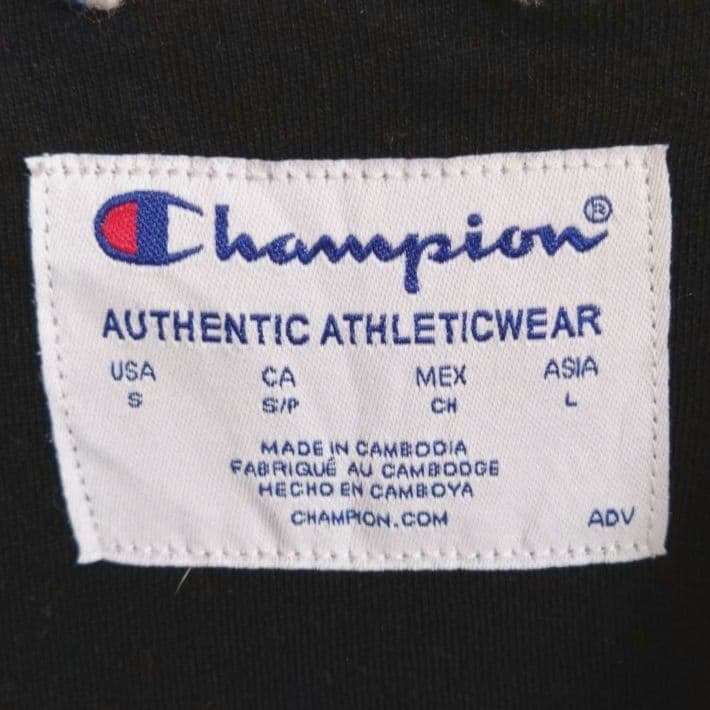 Champion®
AUTHENTIC ATHLETICWEAR
USA CA MEX ASIA
S S/P CH L
MADE IN CAMBODIA
FABRIQUÉ AU CAMBODGE
HECHO EN CAMBOYA
CHAMPION.COM ADV